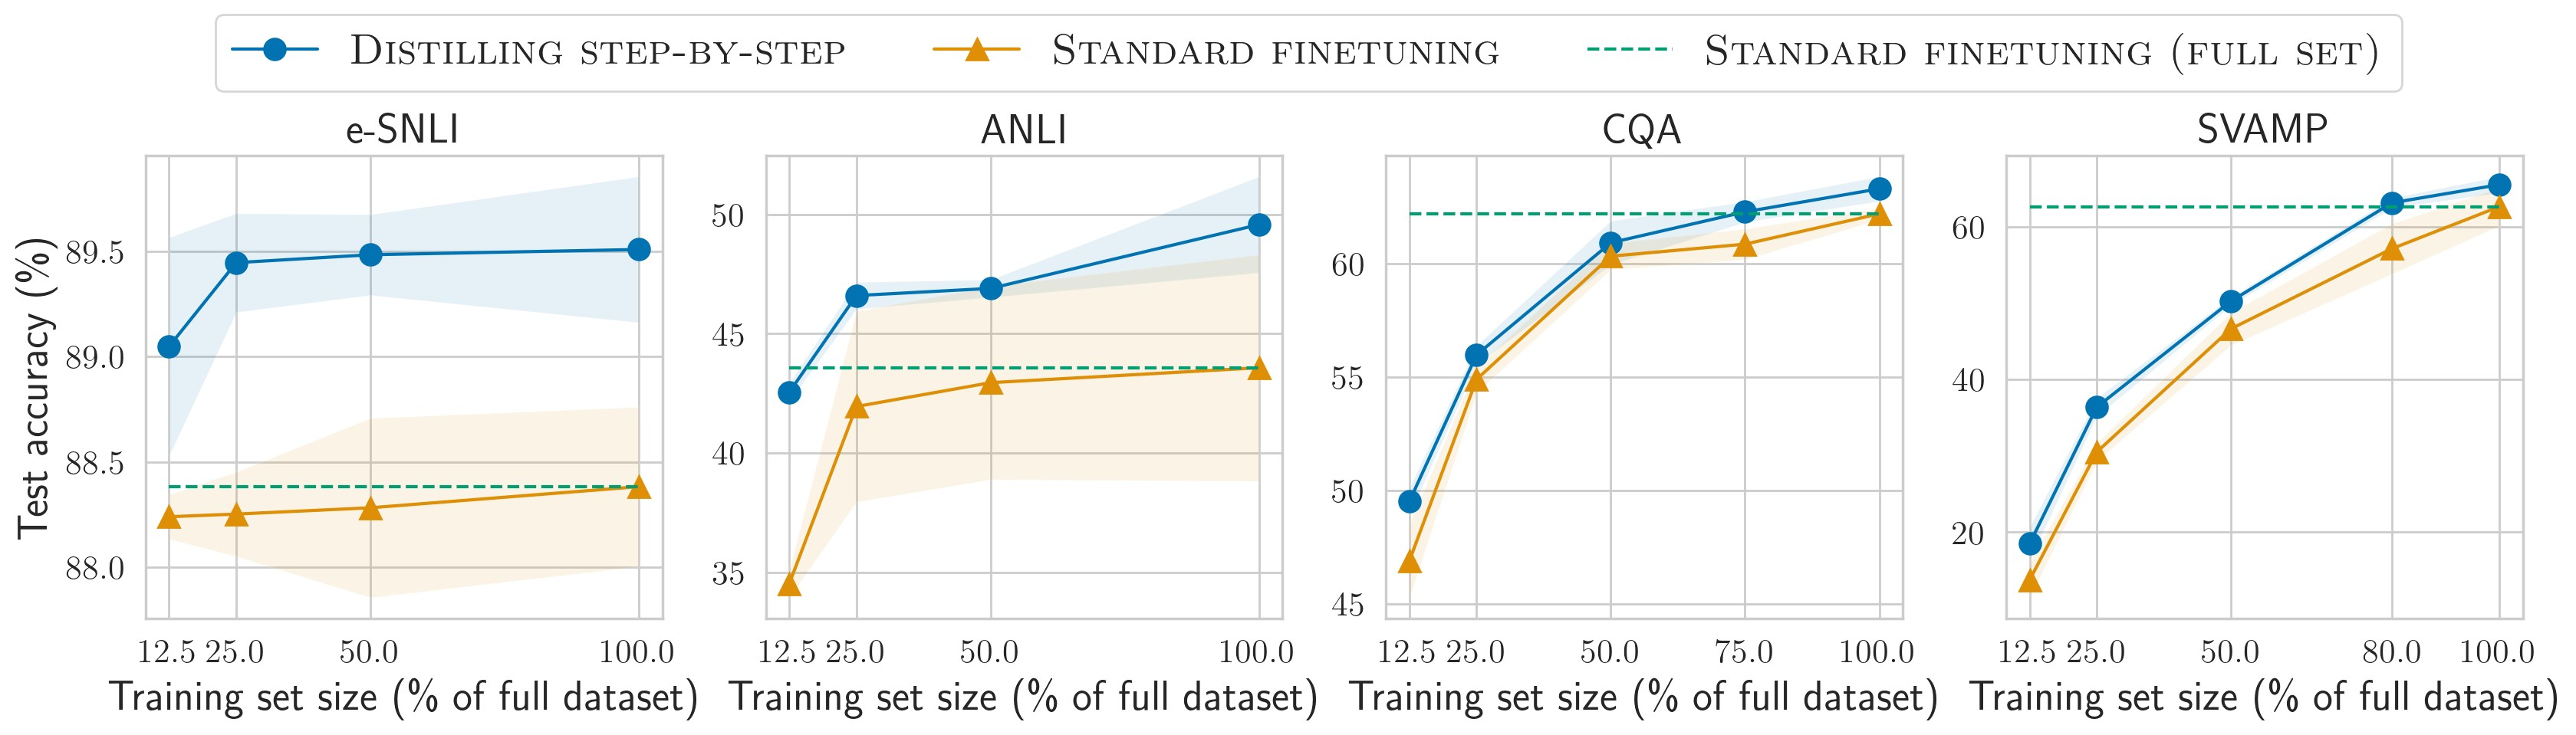 DISTILLING STEP-BY-STEP STANDARD FINETUNING STANDARD FINETUNING (FULL SET)
e-SNLI ANLI CQA SVAMP
Test accuracy (%)
89.5
89.0
88.5
88.0
12.5 25.0 50.0 100.0
Training set size (% of full dataset)
50
45
40
35
12.5 25.0 50.0 100.0
Training set size (% of full dataset)
60
55
50
45
12.5 25.0 50.0 75.0 100.0
Training set size (% of full dataset)
60
40
20
12.5 25.0 50.0 80.0 100.0
Training set size (% of full dataset)